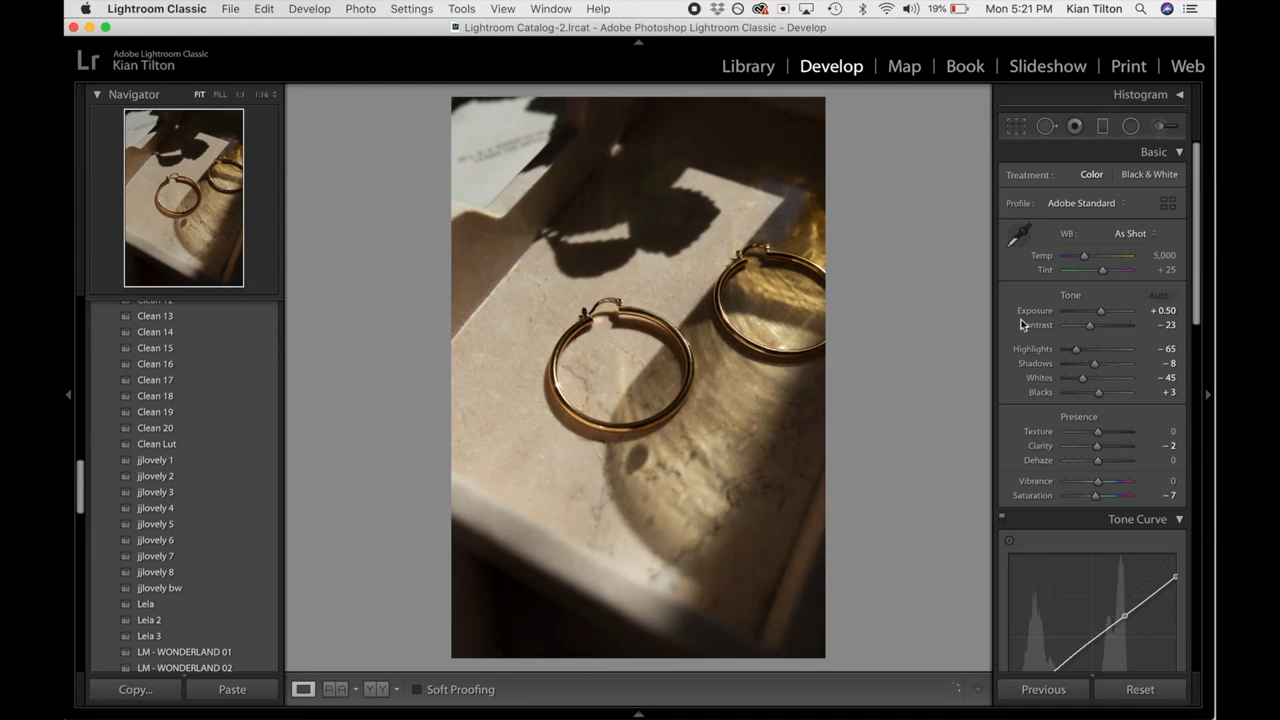 Lightroom Classic File Edit Develop Photo Settings Tools View Window Help 19% Mon 5:21 PM Kian Tilton
Lightroom Catalog-2.lrcat - Adobe Photoshop Lightroom Classic - Develop
Lr Adobe Lightroom Classic
Kian Tilton
Library | Develop | Map | Book | Slideshow | Print | Web
Navigator FIT FILL 1:1 1:16
Clean 12
Clean 13
Clean 14
Clean 15
Clean 16
Clean 17
Clean 18
Clean 19
Clean 20
Clean Lut
jjlovely 1
jjlovely 2
jjlovely 3
jjlovely 4
jjlovely 5
jjlovely 6
jjlovely 7
jjlovely 8
jjlovely bw
Leia
Leia 2
Leia 3
LM - WONDERLAND 01
LM - WONDERLAND 02
Copy... Paste
RA YY Soft Proofing
Histogram
Basic
Treatment : Color Black & White
Profile : Adobe Standard
WB : As Shot
Temp 5,000
Tint + 25
Tone Auto
Exposure + 0.50
Contrast − 23
Highlights − 65
Shadows − 8
Whites − 45
Blacks + 3
Presence
Texture 0
Clarity − 2
Dehaze 0
Vibrance 0
Saturation − 7
Tone Curve
Previous Reset